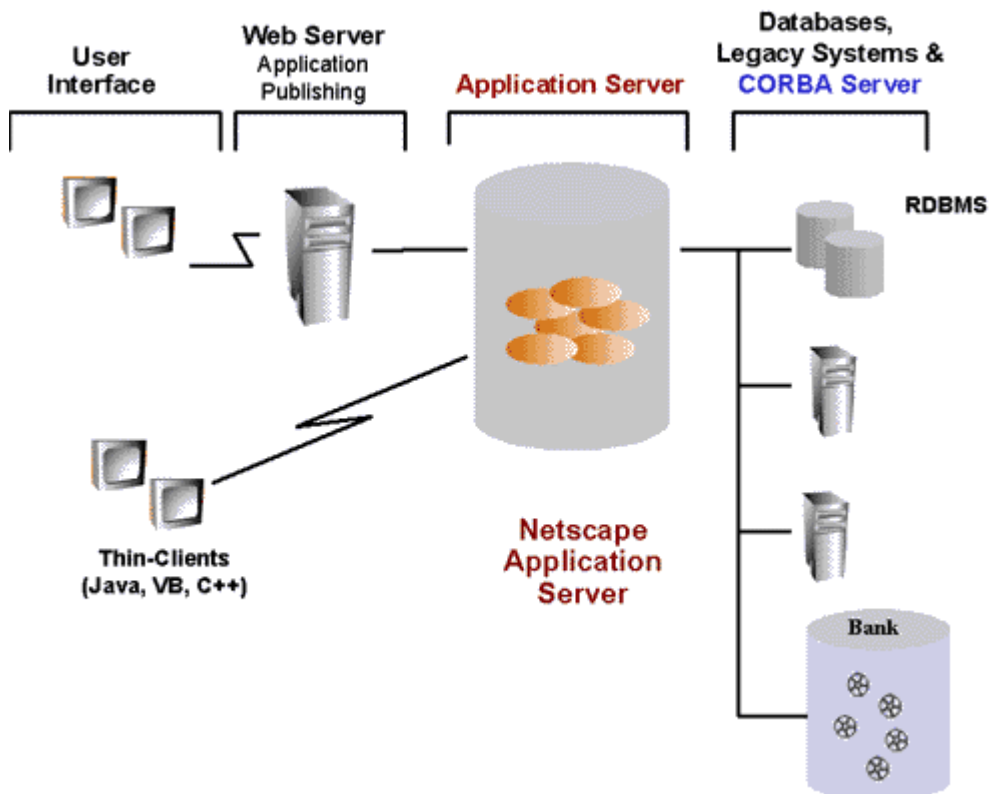 User
Interface
Web Server
Application
Publishing
Application Server
Databases,
Legacy Systems &
CORBA Server
RDBMS
Thin-Clients
(Java, VB, C++)
Netscape
Application
Server
Bank